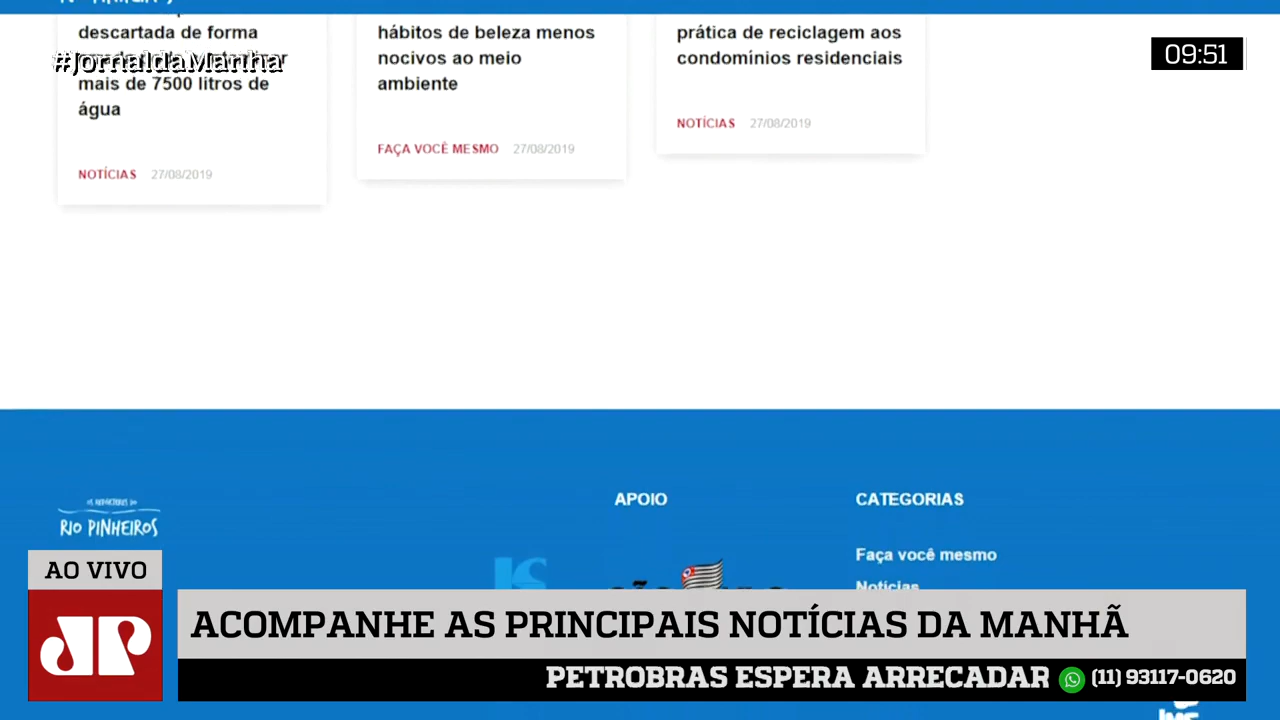 descartada de forma
#JornaldaManhã
mais de 7500 litros de
água
NOTÍCIAS 27/08/2019
hábitos de beleza menos
nocivos ao meio
ambiente
FAÇA VOCÊ MESMO 27/08/2019
prática de reciclagem aos
condomínios residenciais
NOTÍCIAS 27/08/2019
09:51
RIO PINHEIROS
APOIO
CATEGORIAS
Faça você mesmo
Notícias
AO VIVO
JP
ACOMPANHE AS PRINCIPAIS NOTÍCIAS DA MANHÃ
PETROBRAS ESPERA ARRECADAR (11) 93117-0620